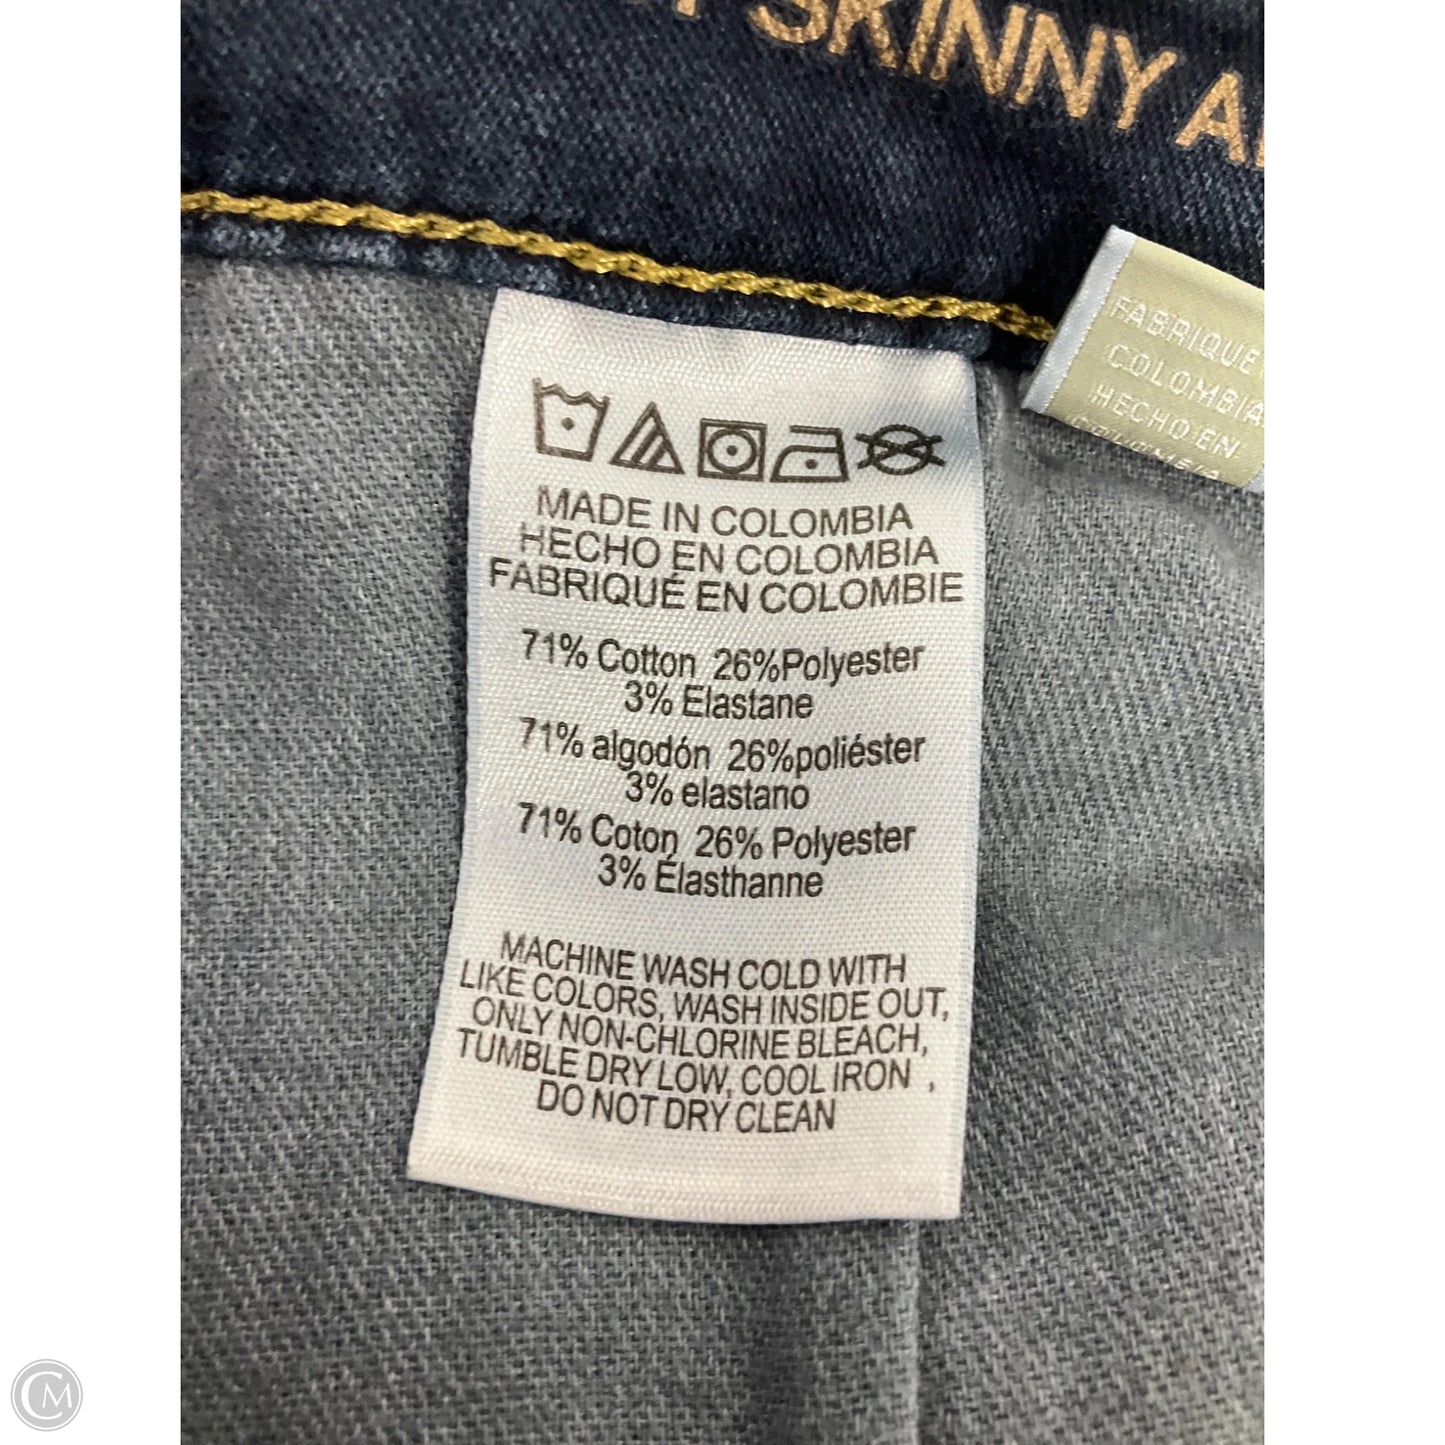 SKINNY
FABRIQUÉ
COLOMBIA
HECHO EN
MADE IN COLOMBIA
HECHO EN COLOMBIA
FABRIQUÉ EN COLOMBIE
71% Cotton 26%Polyester
3% Elastane
71% algodón 26%poliéster
3% elastano
71% Coton 26% Polyester
3% Élasthanne
MACHINE WASH COLD WITH
LIKE COLORS, WASH INSIDE OUT,
ONLY NON-CHLORINE BLEACH,
TUMBLE DRY LOW, COOL IRON ,
DO NOT DRY CLEAN
CM